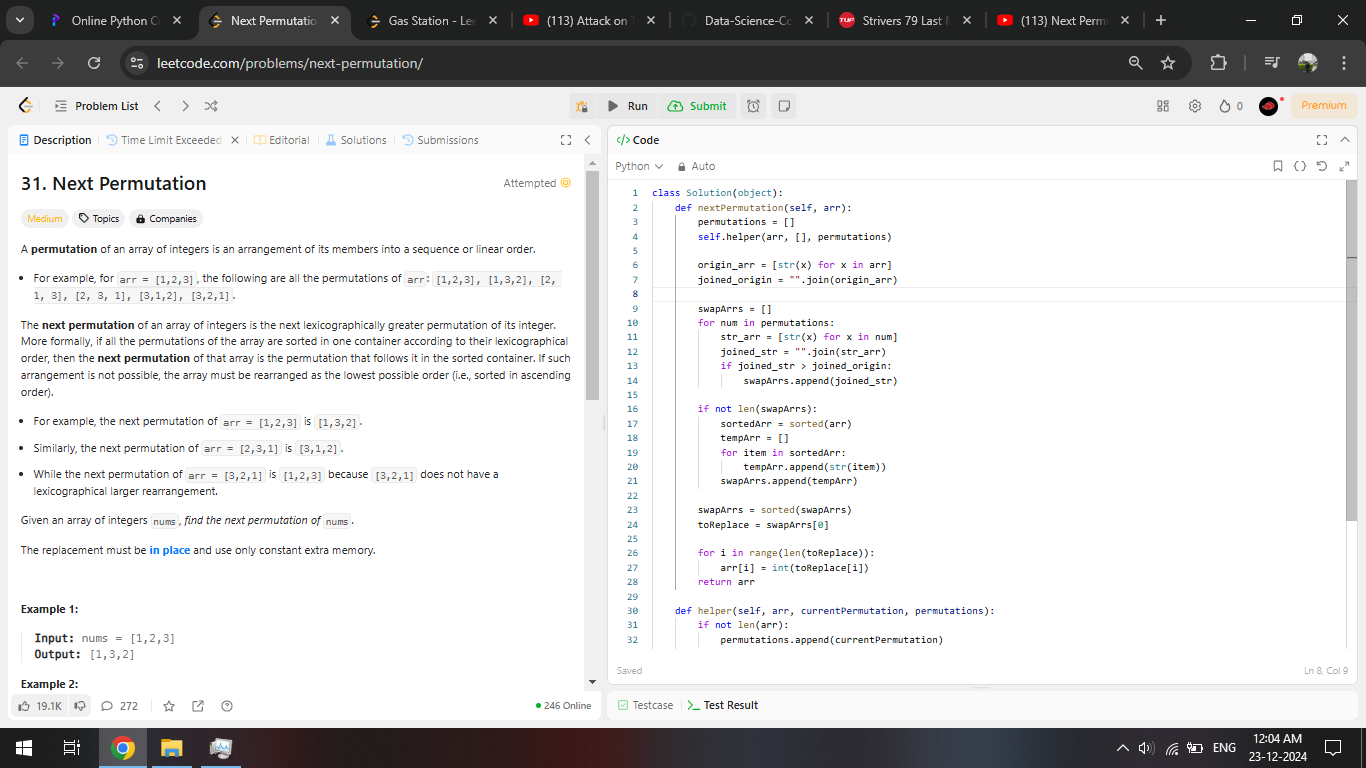 Online Python C
Next Permutatio
Gas Station - Le
(113) Attack on T
Data-Science-Co
Strivers 79 Last M
(113) Next Perm
leetcode.com/problems/next-permutation/
Problem List
Run
Submit
0
Premium
Description
Time Limit Exceeded
Editorial
Solutions
Submissions
31. Next Permutation
Attempted
Medium
Topics
Companies
A permutation of an array of integers is an arrangement of its members into a sequence or linear order.
• For example, for arr = [1,2,3], the following are all the permutations of arr: [1,2,3], [1,3,2], [2,
1, 3], [2, 3, 1], [3,1,2], [3,2,1].
The next permutation of an array of integers is the next lexicographically greater permutation of its integer.
More formally, if all the permutations of the array are sorted in one container according to their lexicographical
order, then the next permutation of that array is the permutation that follows it in the sorted container. If such
arrangement is not possible, the array must be rearranged as the lowest possible order (i.e., sorted in ascending
order).
• For example, the next permutation of arr = [1,2,3] is [1,3,2].
• Similarly, the next permutation of arr = [2,3,1] is [3,1,2].
• While the next permutation of arr = [3,2,1] is [1,2,3] because [3,2,1] does not have a
lexicographical larger rearrangement.
Given an array of integers nums, find the next permutation of nums.
The replacement must be in place and use only constant extra memory.
Example 1:
Input: nums = [1,2,3]
Output: [1,3,2]
Example 2:
19.1K
272
246 Online
</> Code
Python
Auto
1 class Solution(object):
2 def nextPermutation(self, arr):
3 permutations = []
4 self.helper(arr, [], permutations)
5
6 origin_arr = [str(x) for x in arr]
7 joined_origin = "".join(origin_arr)
8
9 swapArrs = []
10 for num in permutations:
11 str_arr = [str(x) for x in num]
12 joined_str = "".join(str_arr)
13 if joined_str > joined_origin:
14 swapArrs.append(joined_str)
15
16 if not len(swapArrs):
17 sortedArr = sorted(arr)
18 tempArr = []
19 for item in sortedArr:
20 tempArr.append(str(item))
21 swapArrs.append(tempArr)
22
23 swapArrs = sorted(swapArrs)
24 toReplace = swapArrs[0]
25
26 for i in range(len(toReplace)):
27 arr[i] = int(toReplace[i])
28 return arr
29
30 def helper(self, arr, currentPermutation, permutations):
31 if not len(arr):
32 permutations.append(currentPermutation)
Saved
Ln 8, Col 9
Testcase
Test Result
ENG
12:04 AM
23-12-2024